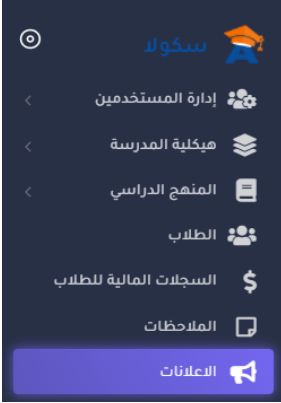 سكولا
إدارة المستخدمين
هيكلية المدرسة
المنهج الدراسي
الطلاب
السجلات المالية للطلاب
الملاحظات
الاعلانات